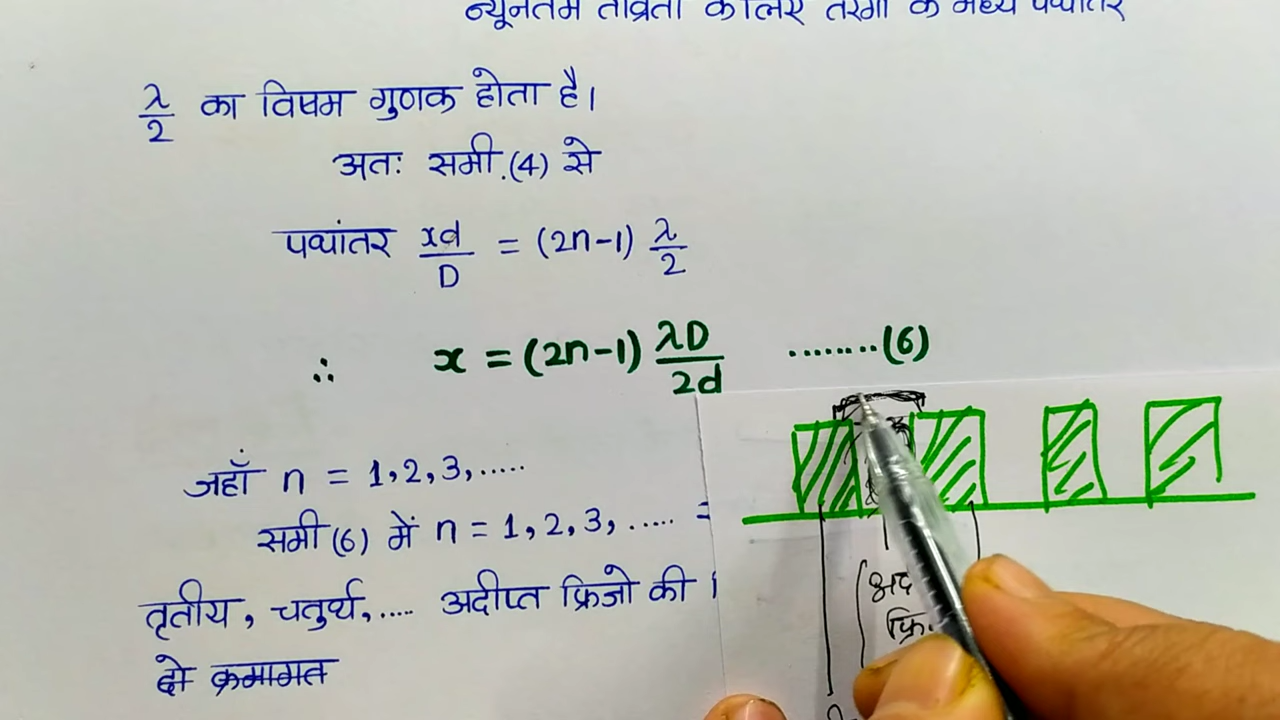 न्यूनतम तीव्रता के लिए तरंगों के मध्य पथांतर
λ/2 का विषम गुणक होता है।
अतः समी.(4) से
पथांतर xd/D = (2n-1) λ/2
∴ x = (2n-1) λD/2d ........(6)
जहाँ n = 1,2,3,.....
समी(6) में n = 1,2,3, ..... =
तृतीय, चतुर्थ,.... अदीप्त फ्रिजो की
दो क्रमागत